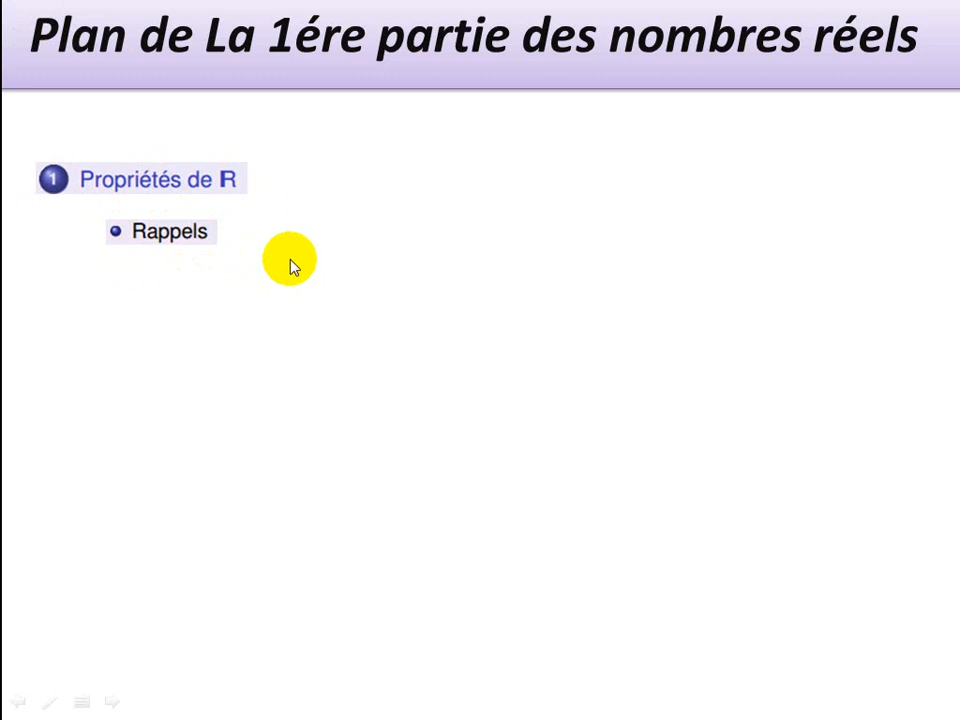 Plan de La 1ére partie des nombres réels
1 Propriétés de R
Rappels